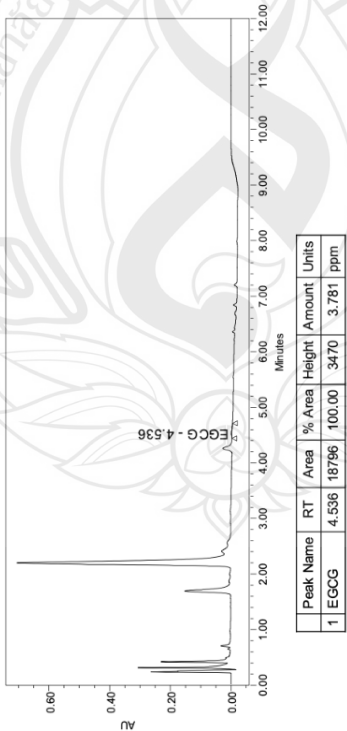 AU
0.60
0.40
0.20
0.00
EGCG - 4.536
0.00 1.00 2.00 3.00 4.00 5.00 6.00 7.00 8.00 9.00 10.00 11.00 12.00
Minutes
Peak Name RT Area % Area Height Amount Units
1 EGCG 4.536 18796 100.00 3470 3.781 ppm